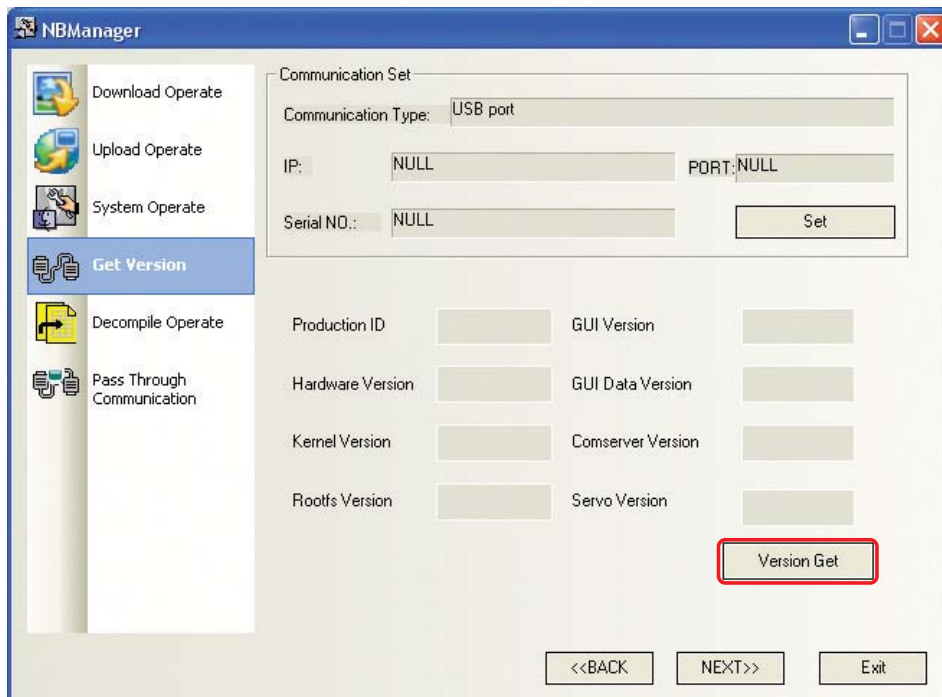 NBManager
Download Operate
Upload Operate
System Operate
Get Version
Decompile Operate
Pass Through
Communication
Communication Set
Communication Type: USB port
IP: NULL PORT: NULL
Serial NO.: NULL Set
Production ID GUI Version
Hardware Version GUI Data Version
Kernel Version Comserver Version
Rootfs Version Servo Version
Version Get
<<BACK NEXT>> Exit